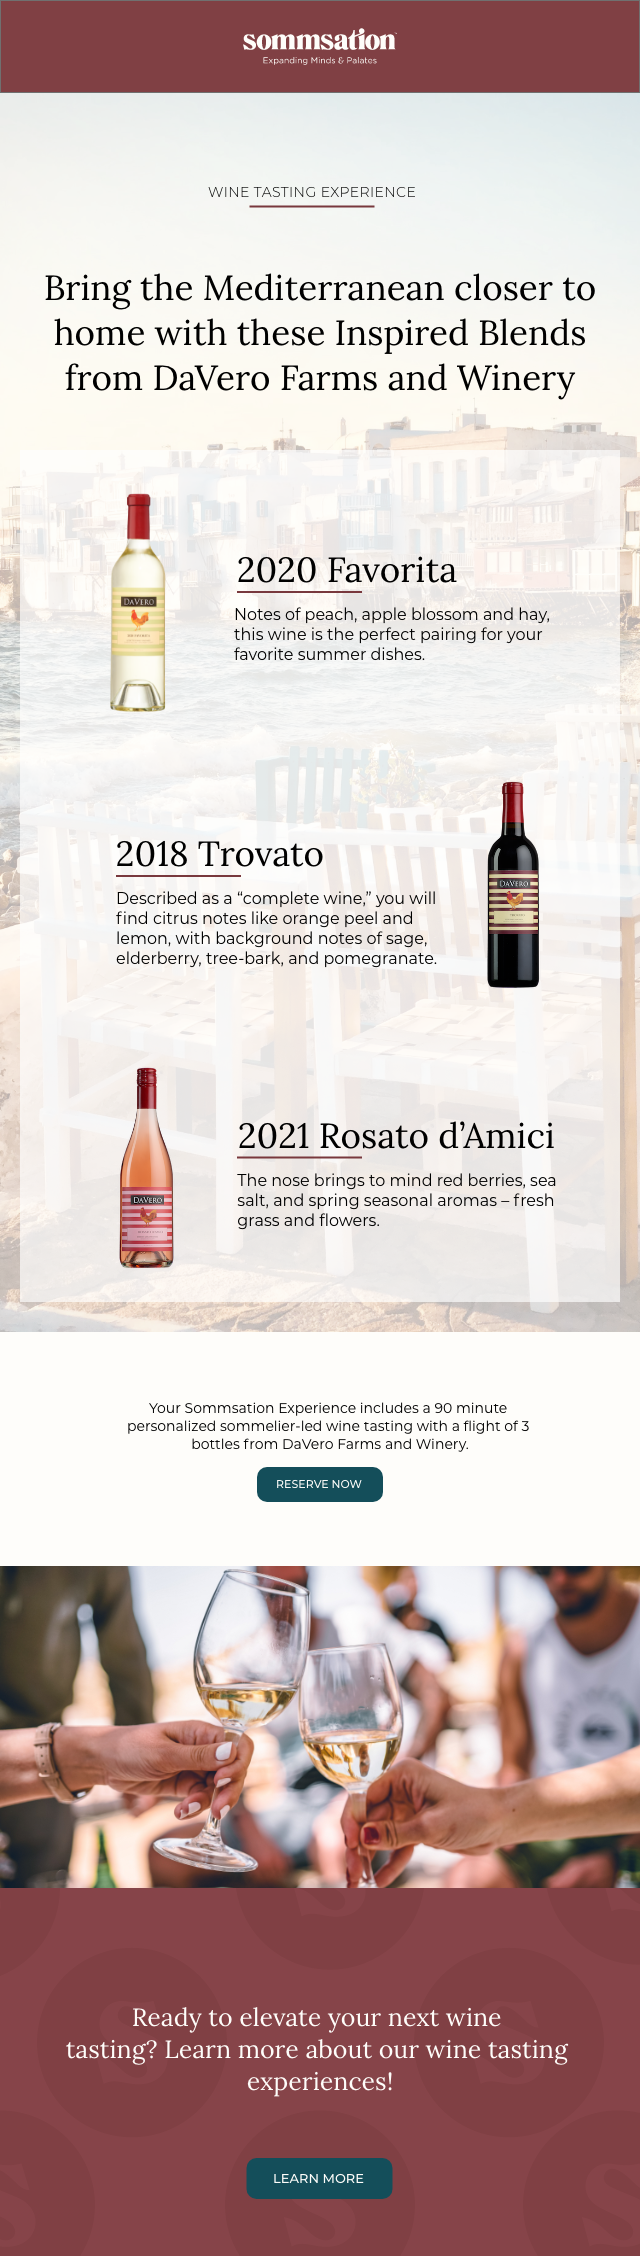 sommsation
Expanding Minds & Palates
WINE TASTING EXPERIENCE
Bring the Mediterranean closer to
home with these Inspired Blends
from DaVero Farms and Winery
DAVERO
2020 Favorita
Notes of peach, apple blossom and hay,
this wine is the perfect pairing for your
favorite summer dishes.
2018 Trovato
Described as a “complete wine,” you will
find citrus notes like orange peel and
lemon, with background notes of sage,
elderberry, tree-bark, and pomegranate.
DAVERO
DAVERO
2021 Rosato d’Amici
The nose brings to mind red berries, sea
salt, and spring seasonal aromas – fresh
grass and flowers.
Your Sommsation Experience includes a 90 minute
personalized sommelier-led wine tasting with a flight of 3
bottles from DaVero Farms and Winery.
RESERVE NOW
Ready to elevate your next wine
tasting? Learn more about our wine tasting
experiences!
LEARN MORE